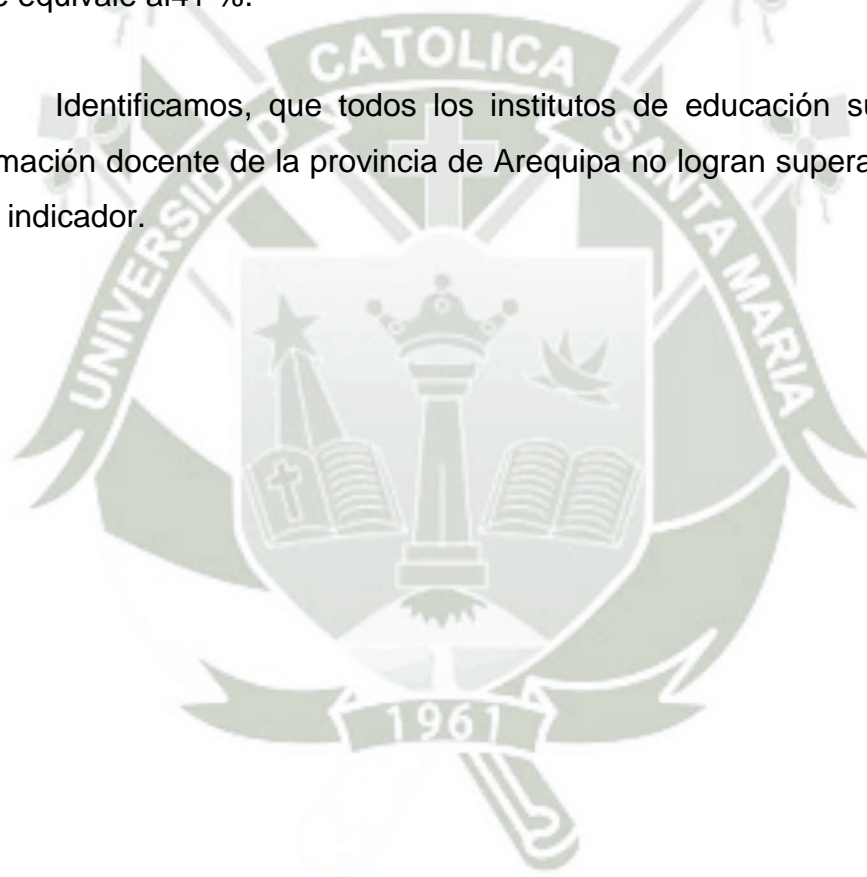 e equivale al41 %.
Identificamos, que todos los institutos de educación su
mación docente de la provincia de Arequipa no logran supera
indicador.
UNIVERSIDAD CATOLICA SANTA MARIA
1961